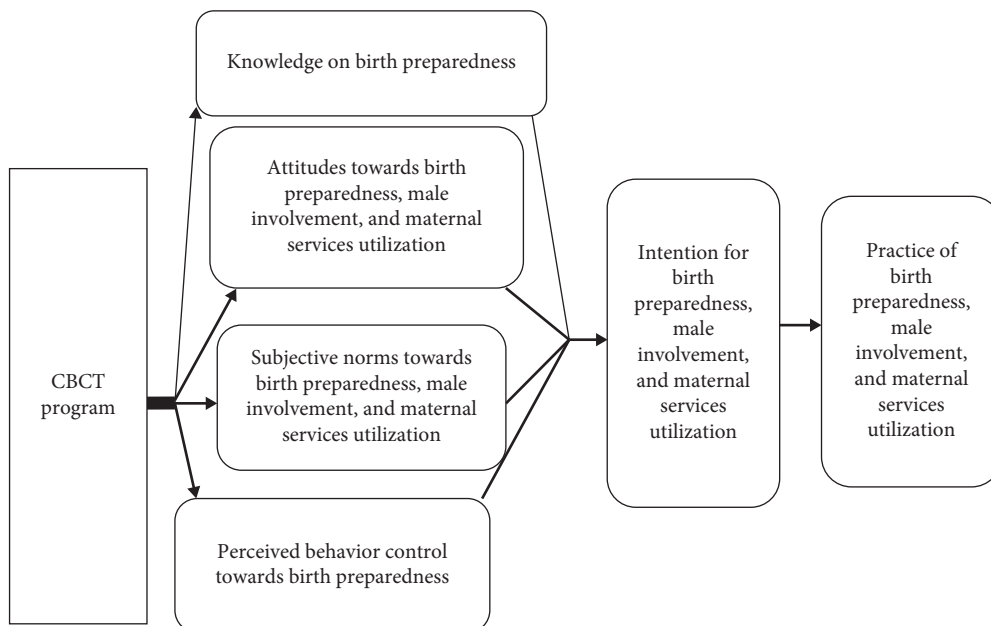 CBCT
program
Knowledge on birth preparedness
Attitudes towards birth
preparedness, male
involvement, and maternal
services utilization
Subjective norms towards
birth preparedness, male
involvement, and maternal
services utilization
Perceived behavior control
towards birth preparedness
Intention for
birth
preparedness,
male
involvement,
and maternal
services
utilization
Practice of
birth
preparedness,
male
involvement,
and maternal
services
utilization